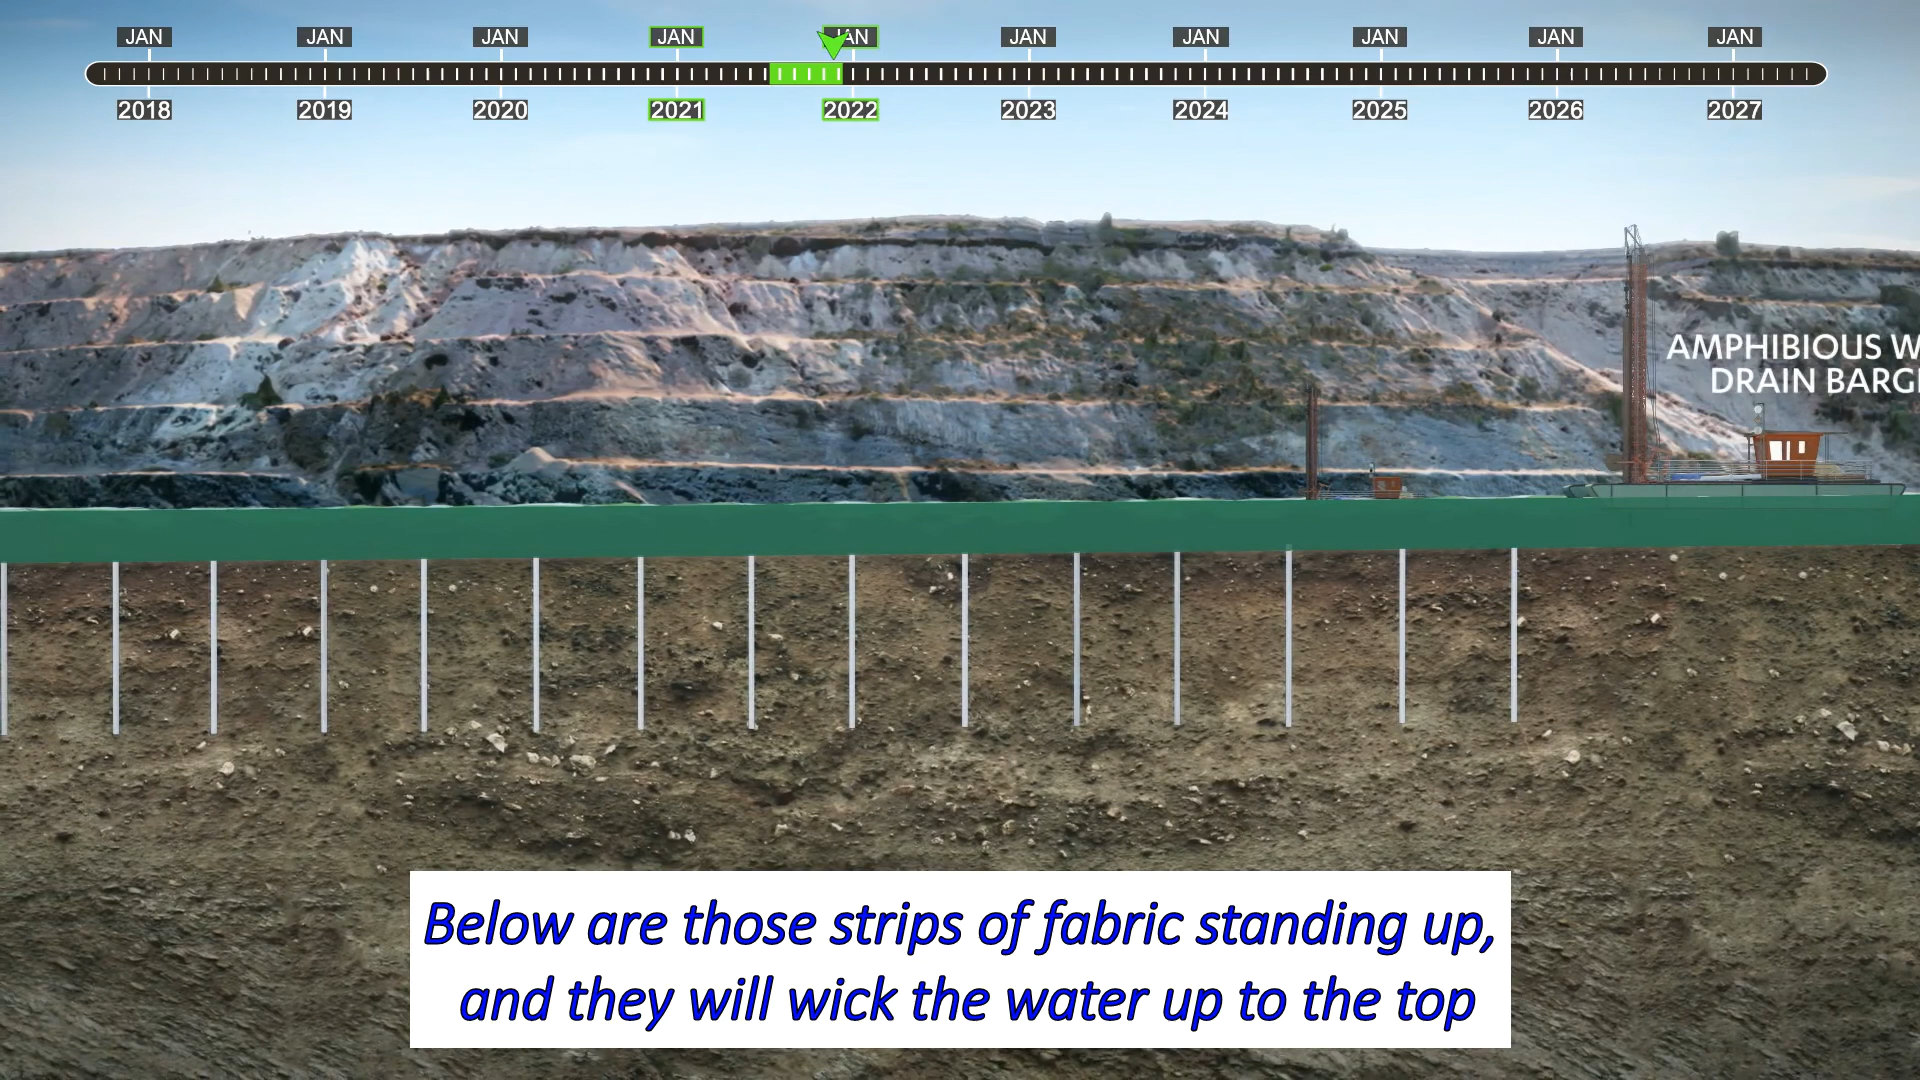 JAN JAN JAN JAN JAN JAN JAN JAN JAN JAN
2018 2019 2020 2021 2022 2023 2024 2025 2026 2027
AMPHIBIOUS
DRAIN
Below are those strips of fabric standing up,
and they will wick the water up to the top